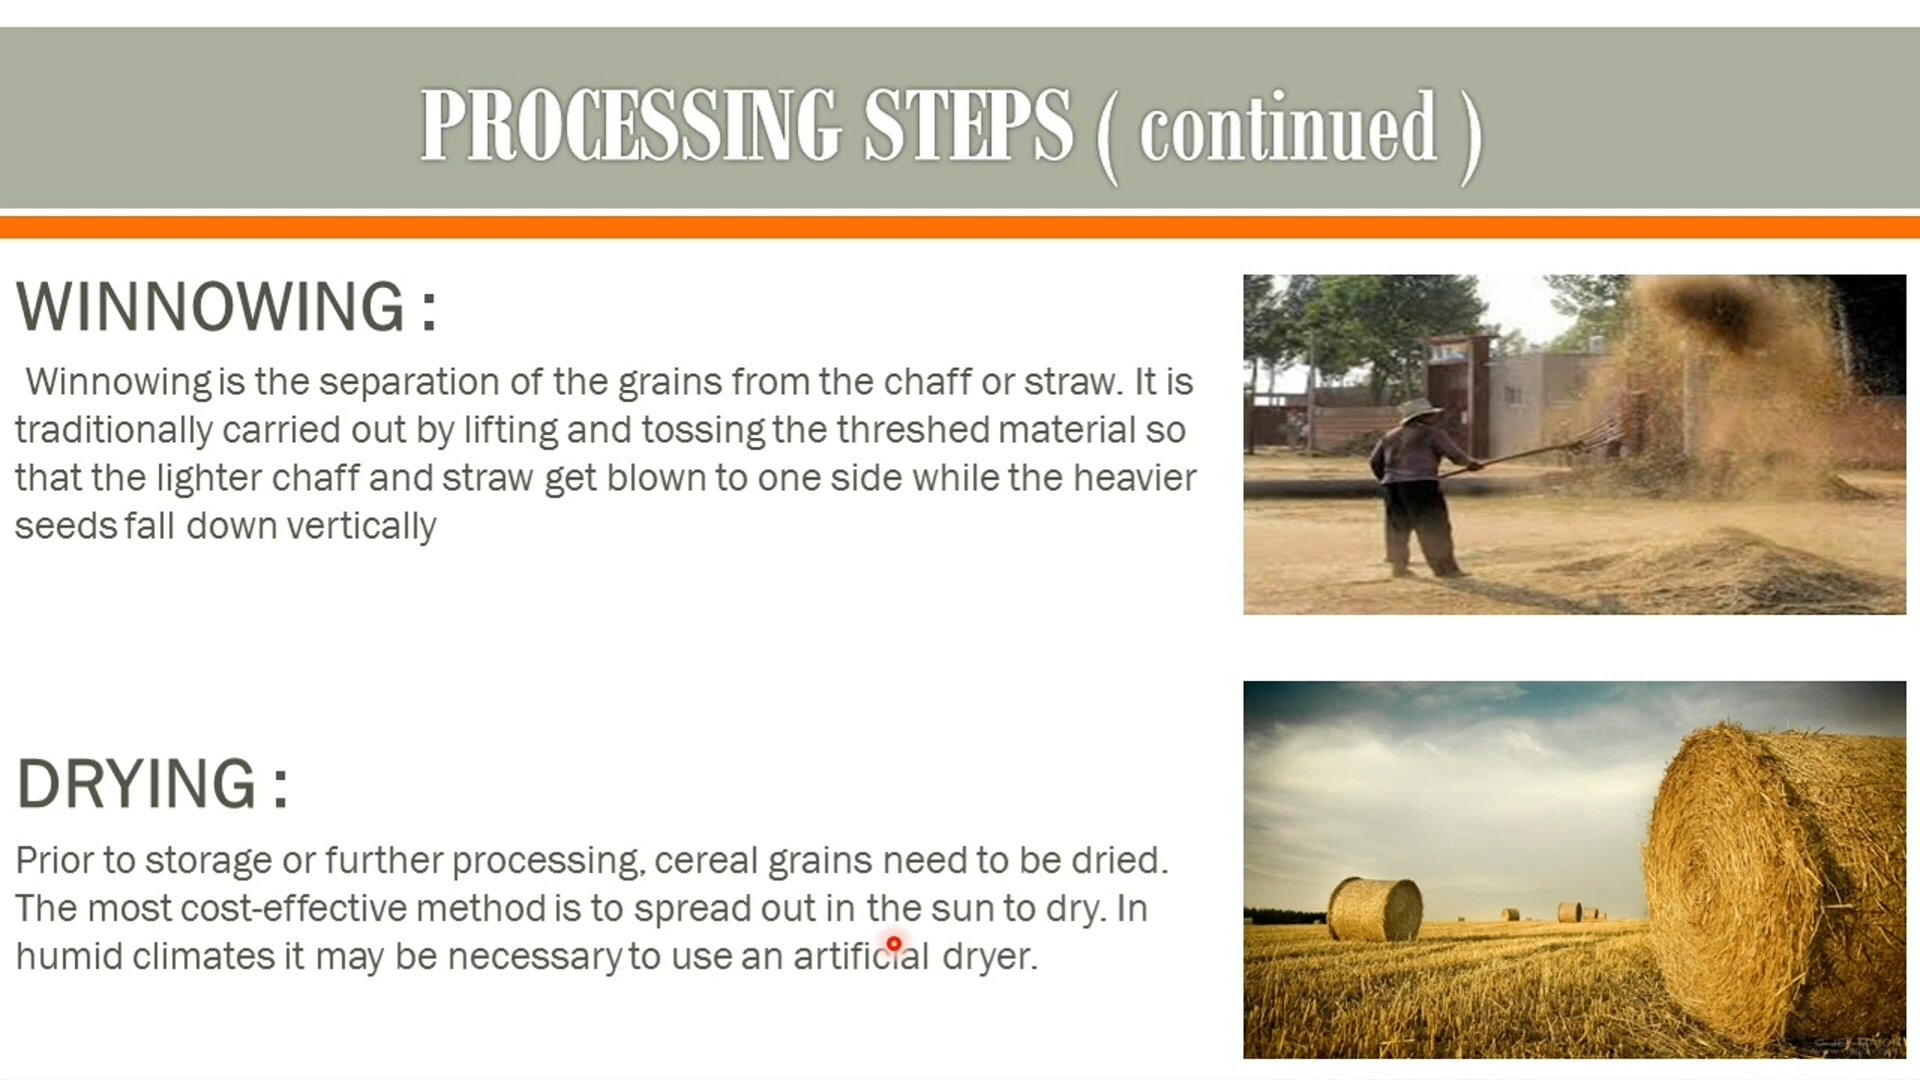 PROCESSING STEPS ( continued )
WINNOWING :
Winnowing is the separation of the grains from the chaff or straw. It is
traditionally carried out by lifting and tossing the threshed material so
that the lighter chaff and straw get blown to one side while the heavier
seeds fall down vertically
DRYING :
Prior to storage or further processing, cereal grains need to be dried.
The most cost-effective method is to spread out in the sun to dry. In
humid climates it may be necessary to use an artificial dryer.